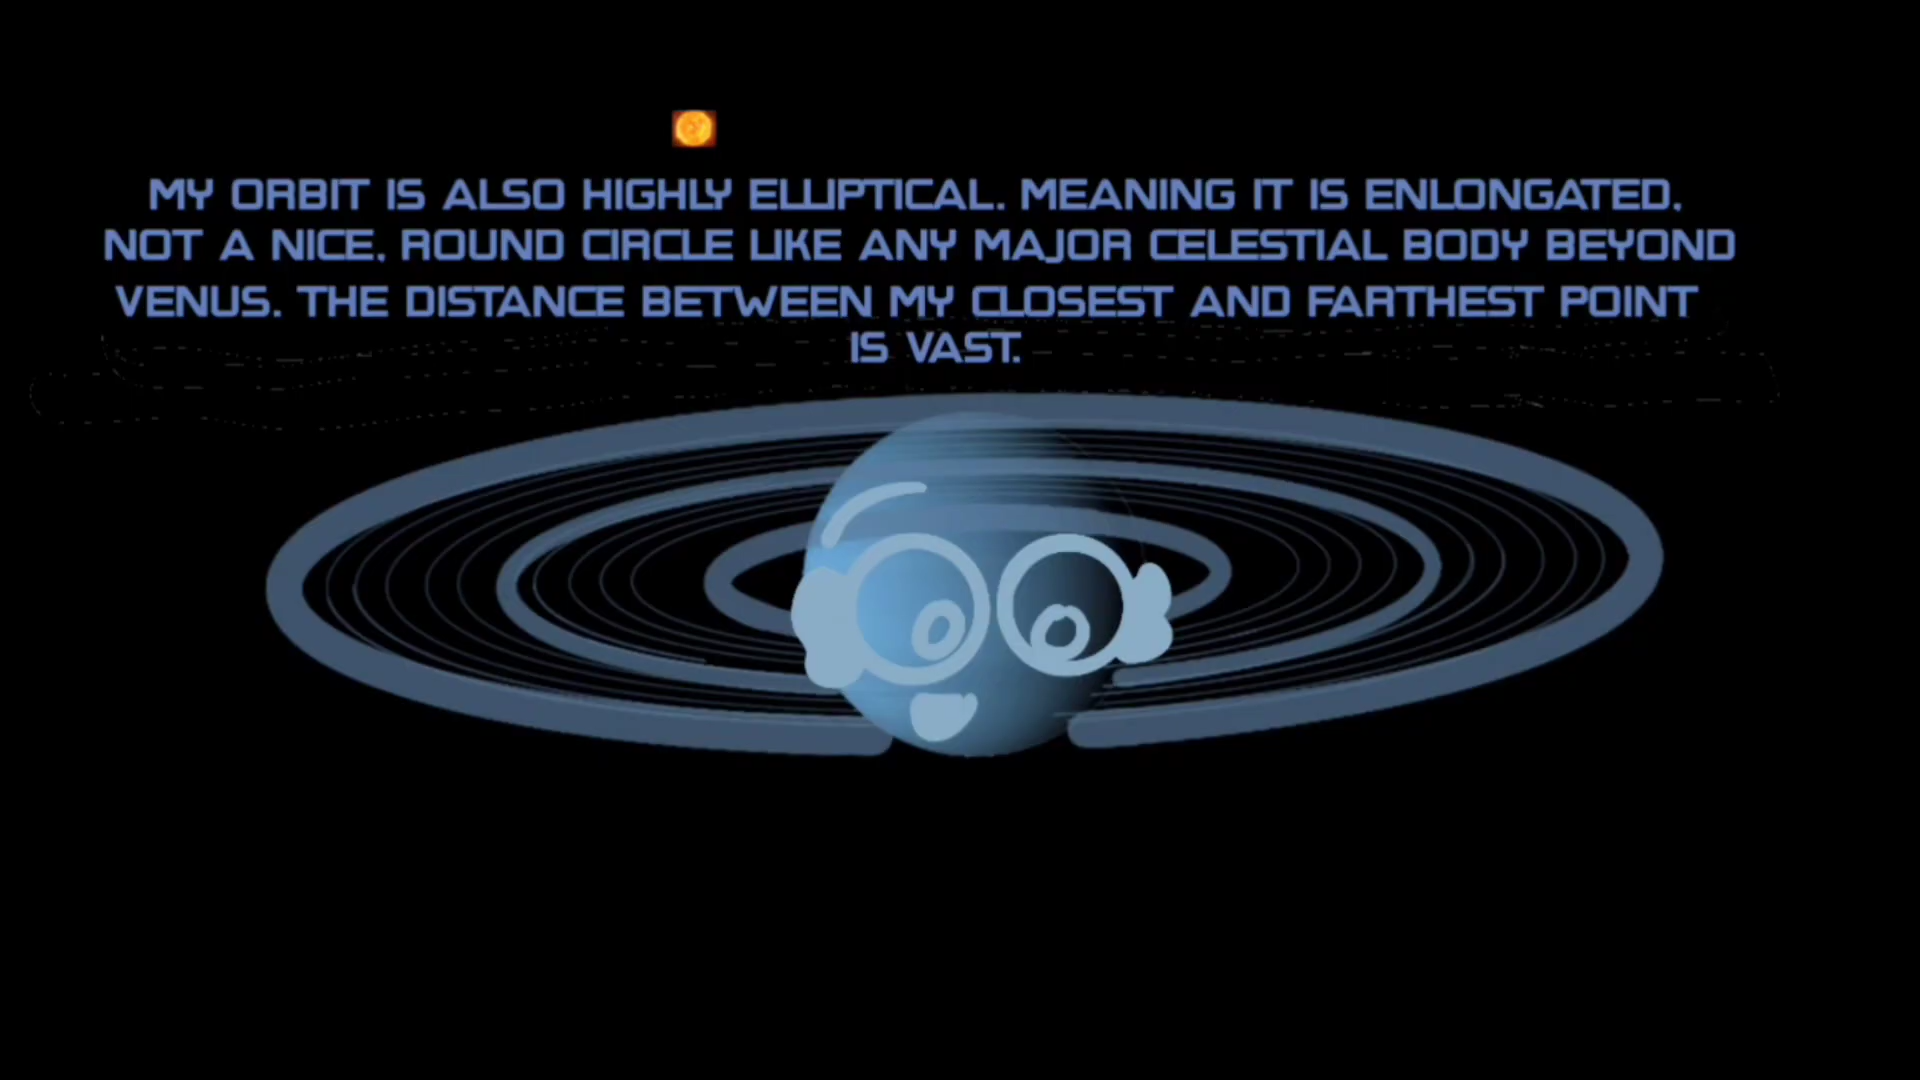 MY ORBIT IS ALSO HIGHLY ELLIPTICAL. MEANING IT IS ENLONGATED,
NOT A NICE, ROUND CIRCLE LIKE ANY MAJOR CELESTIAL BODY BEYOND
VENUS. THE DISTANCE BETWEEN MY CLOSEST AND FARTHEST POINT
IS VAST.